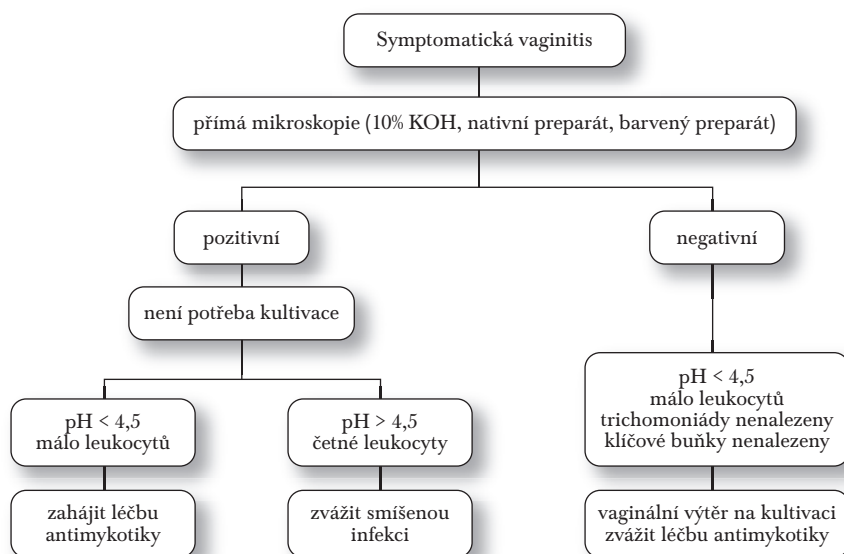 Symptomatická vaginitis
přímá mikroskopie (10% KOH, nativní preparát, barvený preparát)
pozitivní
negativní
není potřeba kultivace
pH < 4,5
málo leukocytů
pH > 4,5
četné leukocyty
pH < 4,5
málo leukocytů
trichomoniády nenalezeny
klíčové buňky nenalezeny
zahájit léčbu
antimykotiky
zvážit smíšenou
infekci
vaginální výtěr na kultivaci
zvážit léčbu antimykotiky